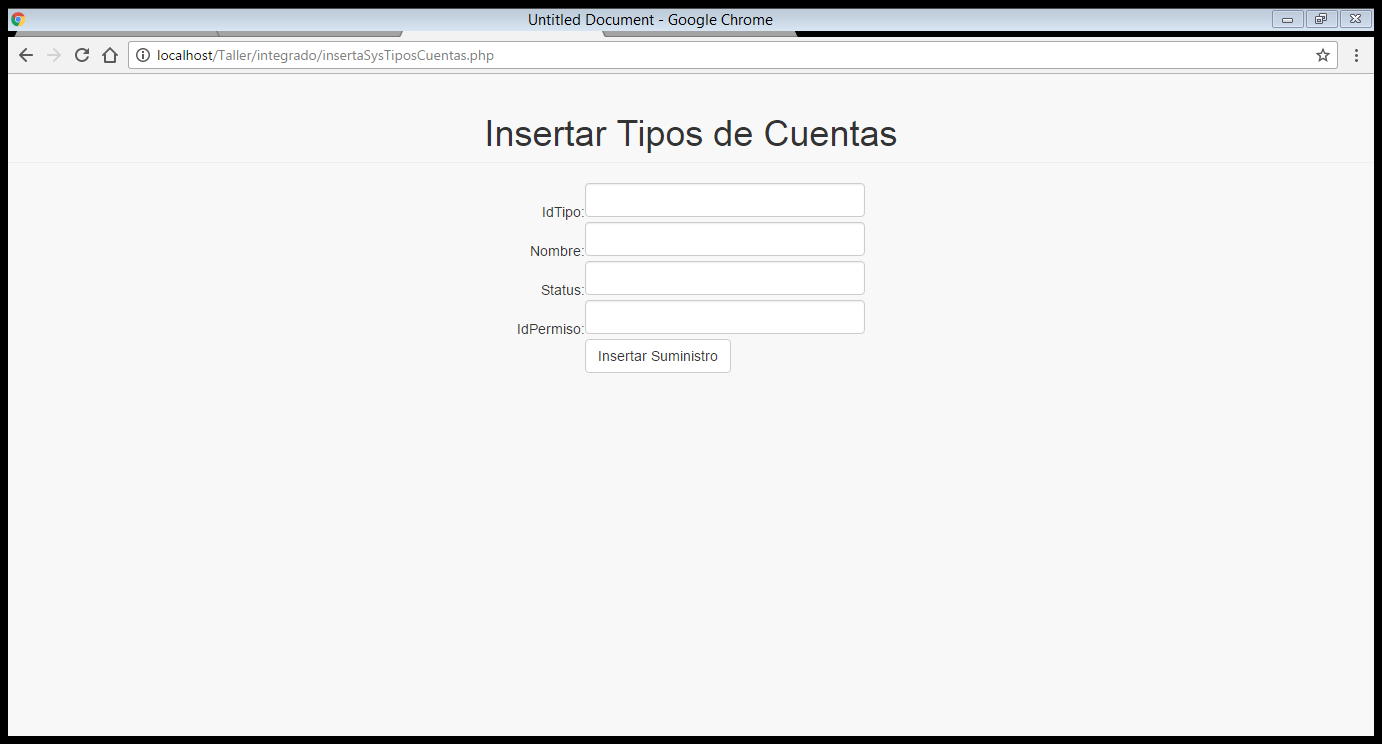 Untitled Document - Google Chrome
localhost/Taller/integrado/insertaSysTiposCuentas.php
Insertar Tipos de Cuentas
IdTipo:
Nombre:
Status:
IdPermiso:
Insertar Suministro